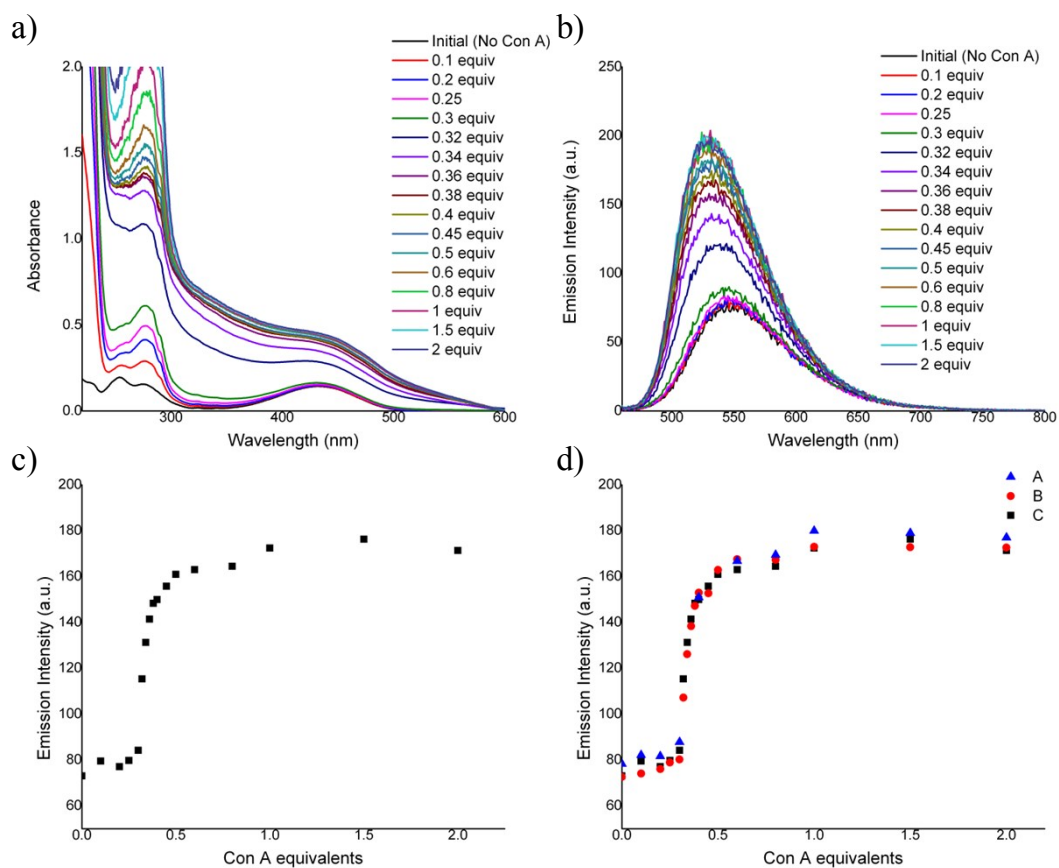 a)
Absorbance
2.0
1.5
1.0
0.5
0.0
300
400
500
600
Wavelength (nm)
Initial (No Con A)
0.1 equiv
0.2 equiv
0.25
0.3 equiv
0.32 equiv
0.34 equiv
0.36 equiv
0.38 equiv
0.4 equiv
0.45 equiv
0.5 equiv
0.6 equiv
0.8 equiv
1 equiv
1.5 equiv
2 equiv
b)
Emission Intensity (a.u.)
250
200
150
100
50
0
500
550
600
650
700
750
800
Wavelength (nm)
Initial (No Con A)
0.1 equiv
0.2 equiv
0.25
0.3 equiv
0.32 equiv
0.34 equiv
0.36 equiv
0.38 equiv
0.4 equiv
0.45 equiv
0.5 equiv
0.6 equiv
0.8 equiv
1 equiv
1.5 equiv
2 equiv
c)
Emission Intensity (a.u.)
200
180
160
140
120
100
80
60
0.0
0.5
1.0
1.5
2.0
Con A equivalents
d)
Emission Intensity (a.u.)
200
180
160
140
120
100
80
60
0.0
0.5
1.0
1.5
2.0
Con A equivalents
A
B
C